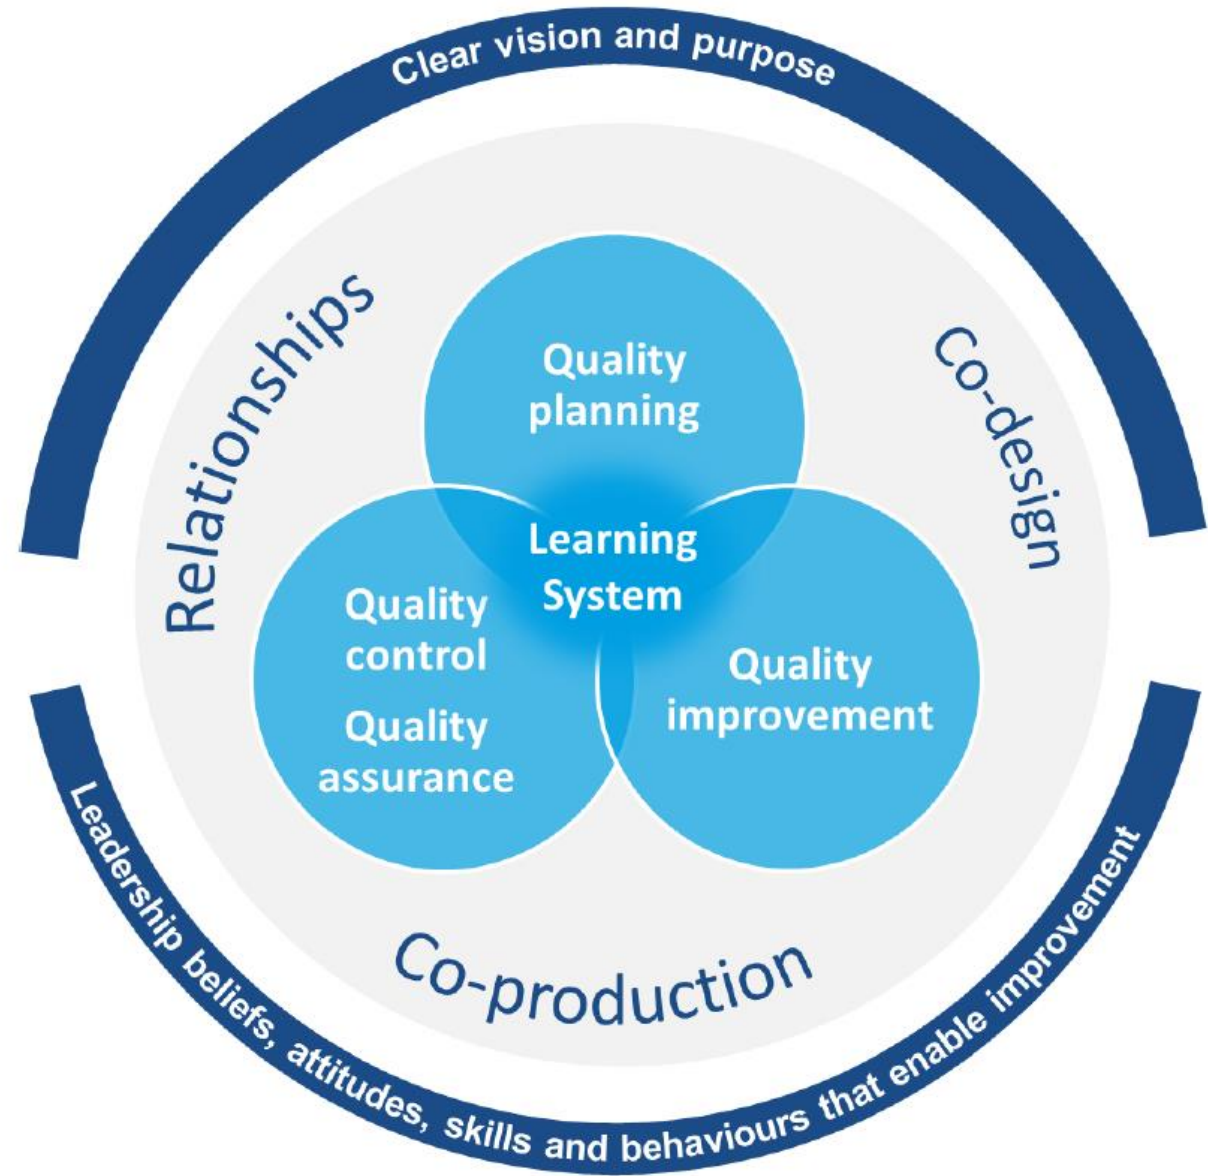 Clear vision and purpose
Relationships
Co-design
Quality
planning
Learning
System
Quality
control
Quality
assurance
Quality
improvement
Co-production
Leadership beliefs, attitudes, skills and behaviours that enable improvement